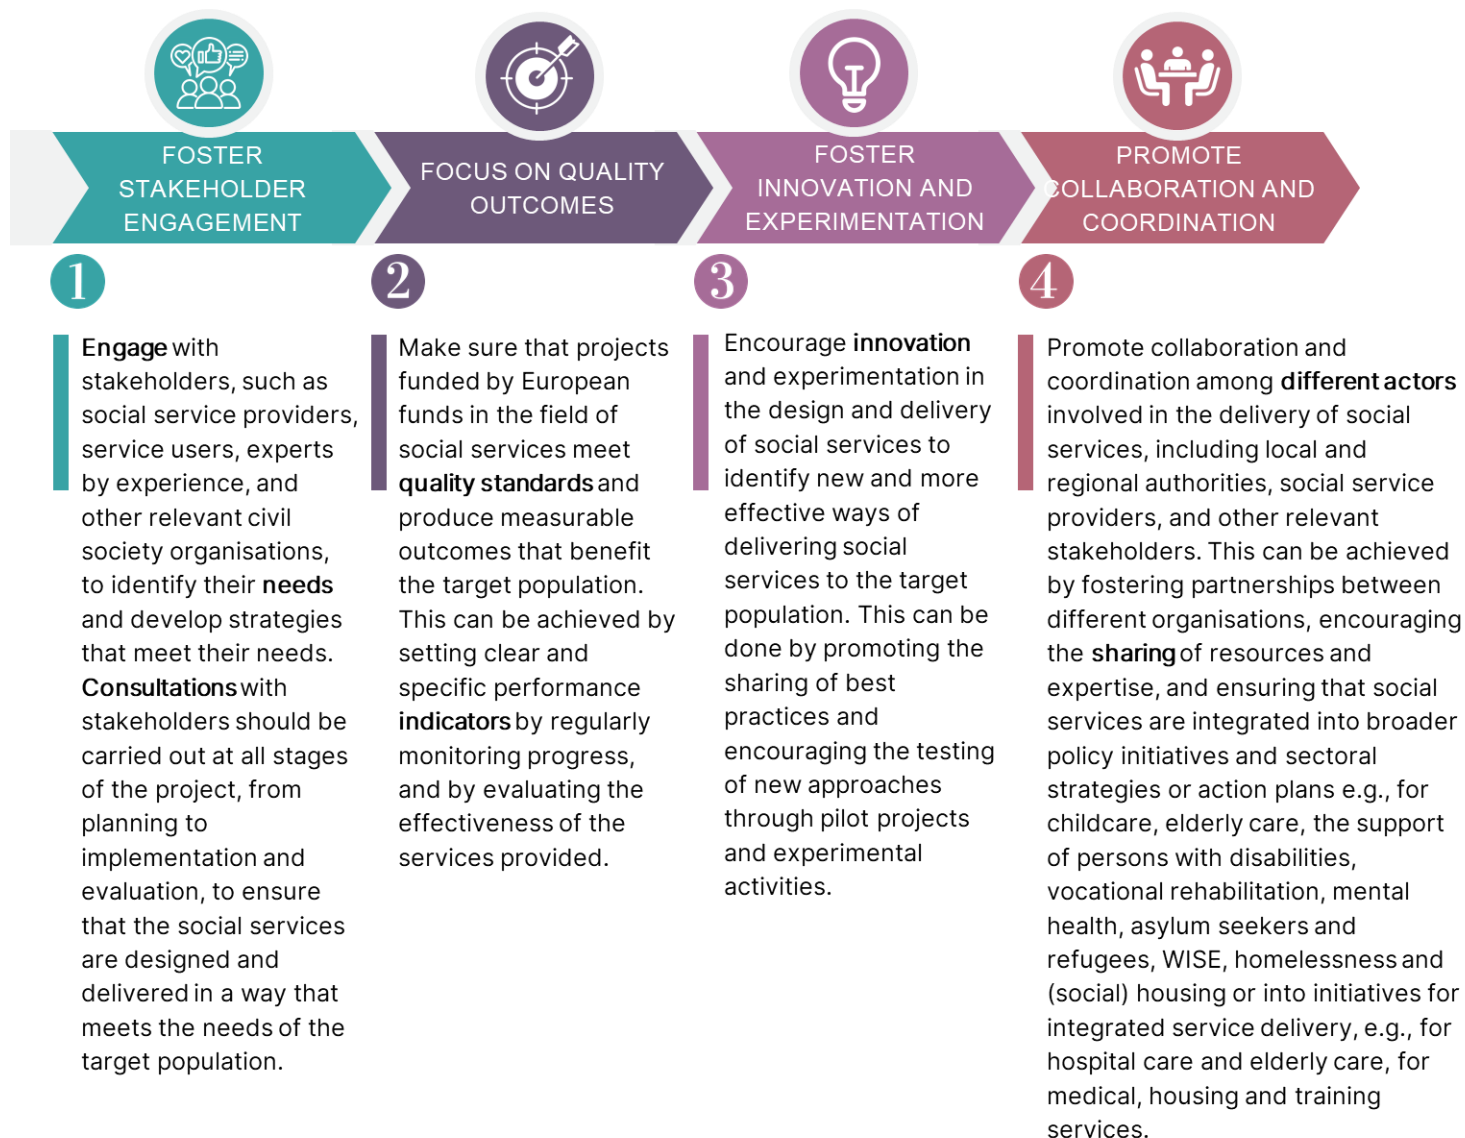 FOSTER
STAKEHOLDER
ENGAGEMENT
FOCUS ON QUALITY
OUTCOMES
FOSTER
INNOVATION AND
EXPERIMENTATION
PROMOTE
COLLABORATION AND
COORDINATION
1
Engage with
stakeholders, such as
social service providers,
service users, experts
by experience, and
other relevant civil
society organisations,
to identify their needs
and develop strategies
that meet their needs.
Consultations with
stakeholders should be
carried out at all stages
of the project, from
planning to
implementation and
evaluation, to ensure
that the social services
are designed and
delivered in a way that
meets the needs of the
target population.
2
Make sure that projects
funded by European
funds in the field of
social services meet
quality standards and
produce measurable
outcomes that benefit
the target population.
This can be achieved by
setting clear and
specific performance
indicators by regularly
monitoring progress,
and by evaluating the
effectiveness of the
services provided.
3
Encourage innovation
and experimentation in
the design and delivery
of social services to
identify new and more
effective ways of
delivering social
services to the target
population. This can be
done by promoting the
sharing of best
practices and
encouraging the testing
of new approaches
through pilot projects
and experimental
activities.
4
Promote collaboration and
coordination among different actors
involved in the delivery of social
services, including local and
regional authorities, social service
providers, and other relevant
stakeholders. This can be achieved
by fostering partnerships between
different organisations, encouraging
the sharing of resources and
expertise, and ensuring that social
services are integrated into broader
policy initiatives and sectoral
strategies or action plans e.g., for
childcare, elderly care, the support
of persons with disabilities,
vocational rehabilitation, mental
health, asylum seekers and
refugees, WISE, homelessness and
(social) housing or into initiatives for
integrated service delivery, e.g., for
hospital care and elderly care, for
medical, housing and training
services.